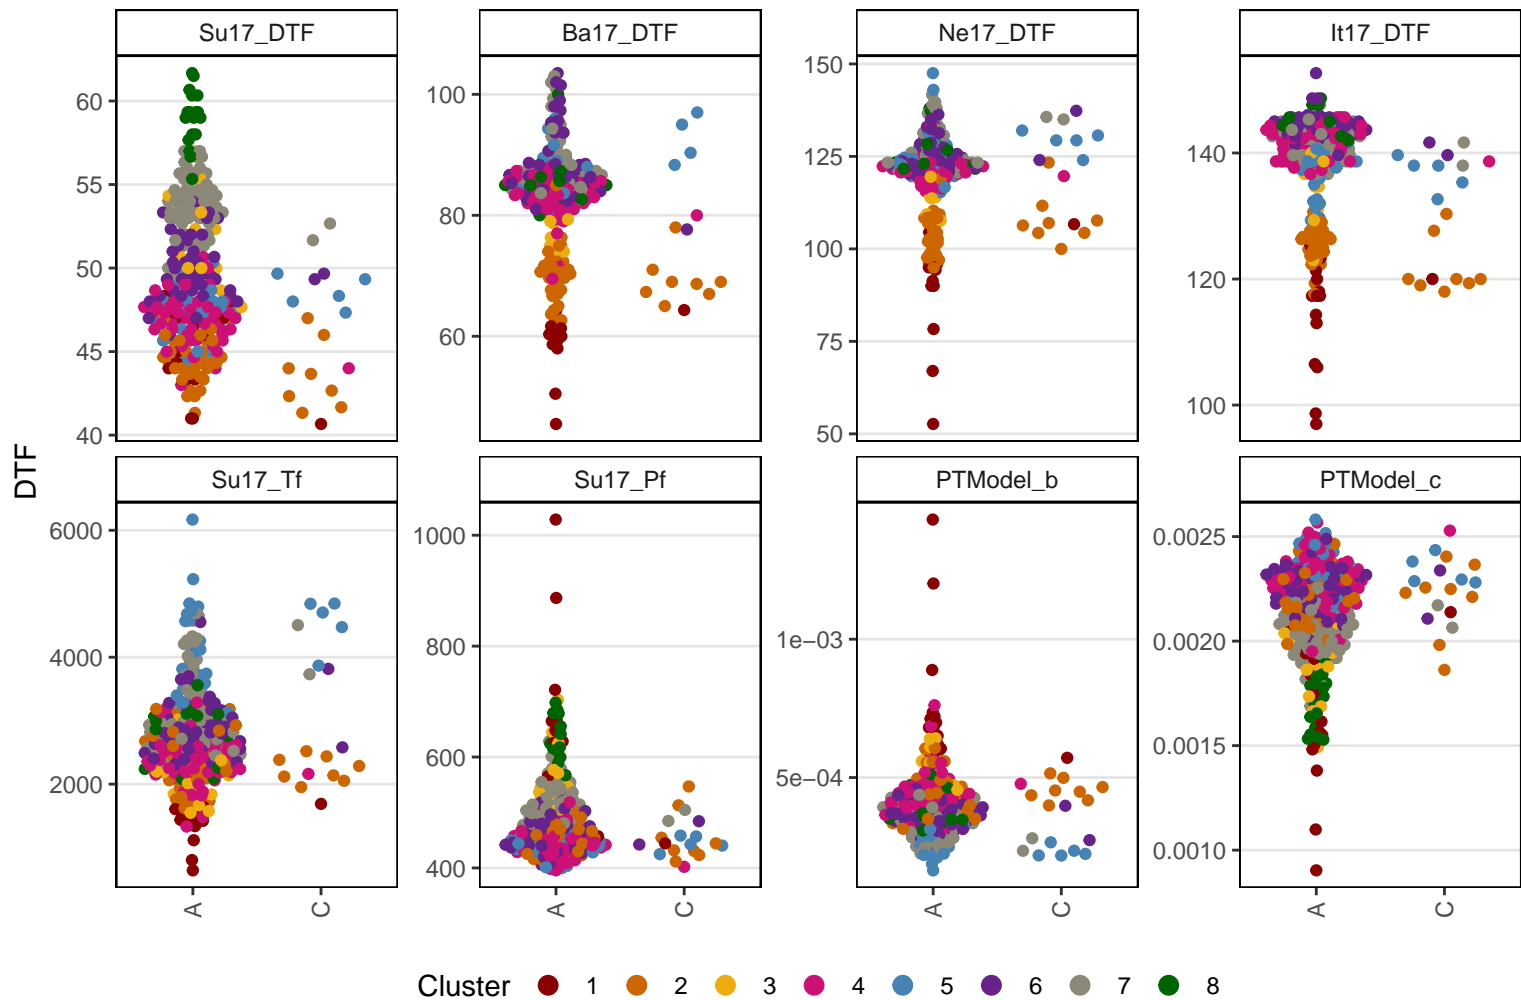 Su17_DTF
Ba17_DTF
Ne17_DTF
It17_DTF
60
55
50
45
40
100
80
60
150
125
100
75
50
140
120
100
DTF
Su17_Tf
Su17_Pf
PTModel_b
PTModel_c
6000
4000
2000
1000
800
600
400
1e−03
5e−04
0.0025
0.0020
0.0015
0.0010
A C
A C
A C
A C
Cluster 1 2 3 4 5 6 7 8